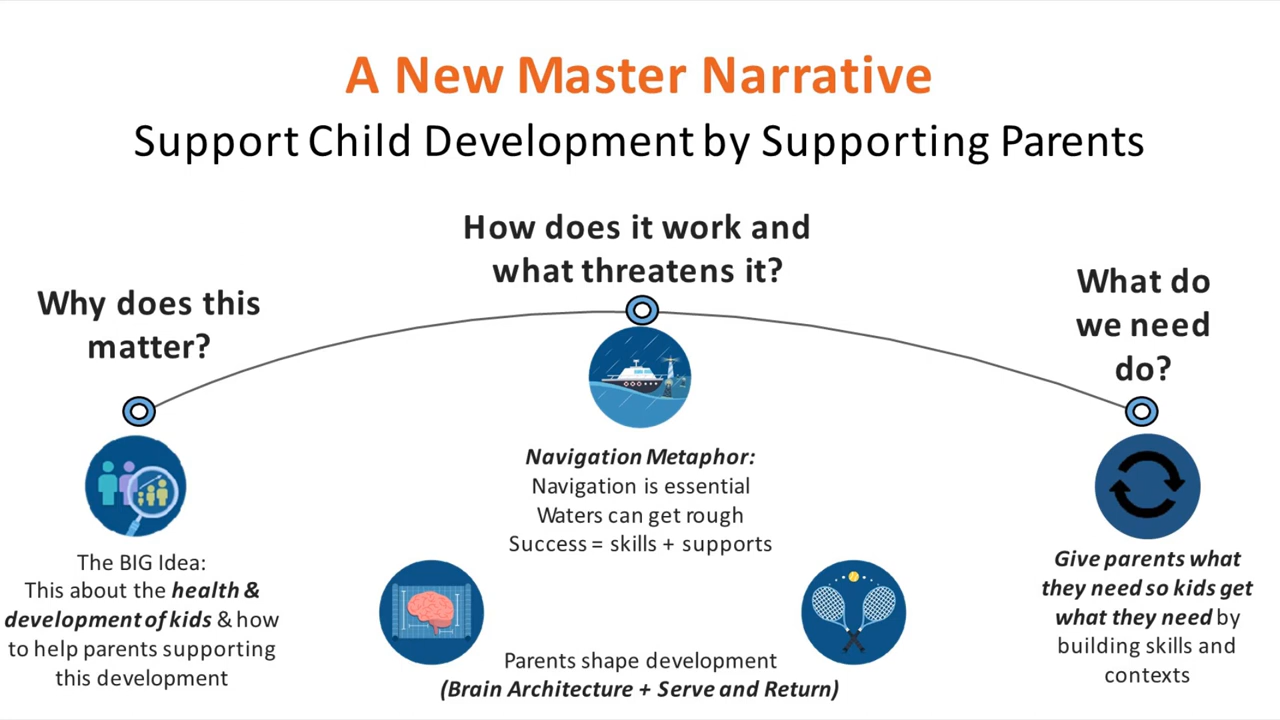 A New Master Narrative
Support Child Development by Supporting Parents
Why does this
matter?
The BIG Idea:
This about the health &
development of kids & how
to help parents supporting
this development
How does it work and
what threatens it?
Navigation Metaphor:
Navigation is essential
Waters can get rough
Success = skills + supports
Parents shape development
(Brain Architecture + Serve and Return)
What do
we need
do?
Give parents what
they need so kids get
what they need by
building skills and
contexts